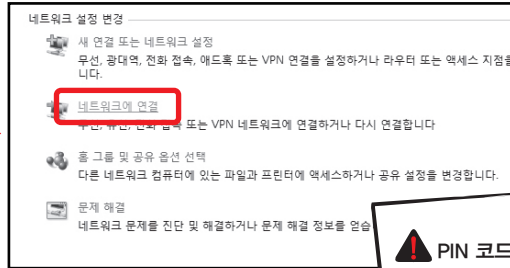 네트워크 설정 변경
새 연결 또는 네트워크 설정
무선, 광대역, 전화 접속, 애드혹 또는 VPN 연결을 설정하거나 라우터 또는 액세스 지점을
니다.
네트워크에 연결
무선, 유선, 전화 접속 또는 VPN 네트워크에 연결하거나 다시 연결합니다
홈 그룹 및 공유 옵션 선택
다른 네트워크 컴퓨터에 있는 파일과 프린터에 액세스하거나 공유 설정을 변경합니다.
문제 해결
네트워크 문제를 진단 및 해결하거나 문제 해결 정보를 얻습
PIN 코드